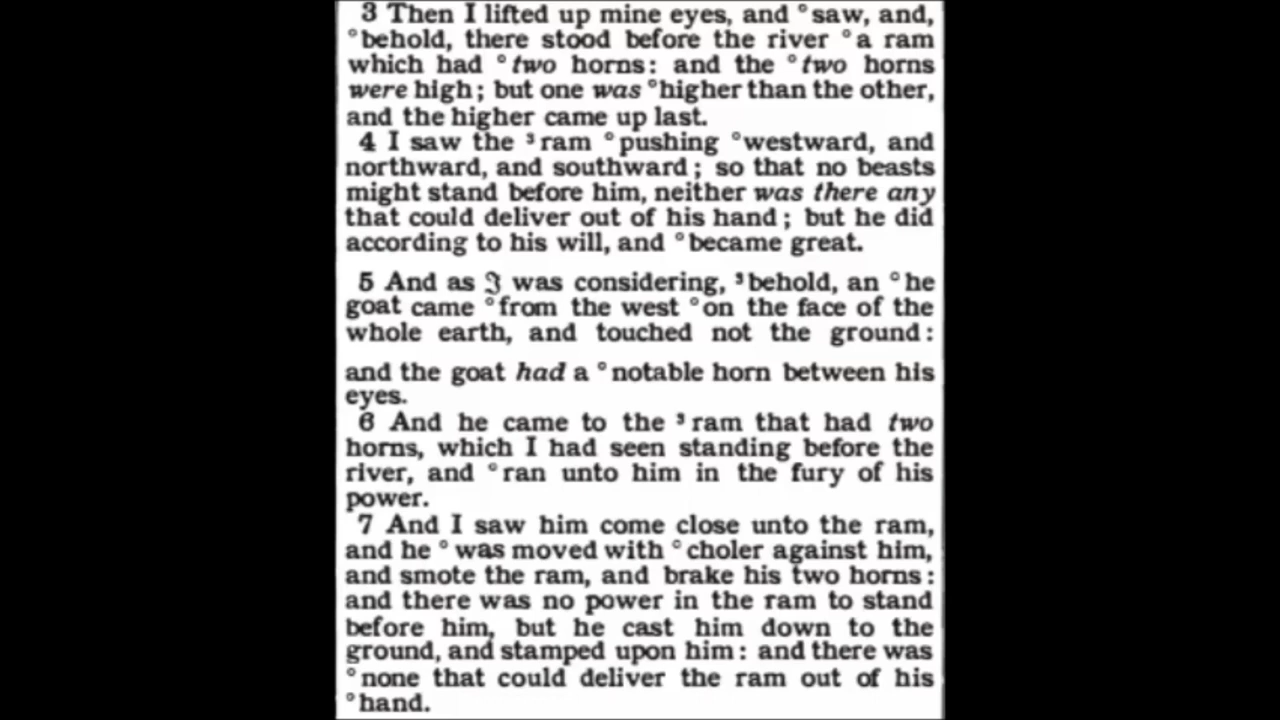 3 Then I lifted up mine eyes, and °saw, and,
°behold, there stood before the river °a ram
which had °two horns: and the °two horns
were high; but one was °higher than the other,
and the higher came up last.
4 I saw the ³ram °pushing °westward, and
northward, and southward; so that no beasts
might stand before him, neither was there any
that could deliver out of his hand; but he did
according to his will, and °became great.
5 And as ℑ was considering, ³behold, an °he
goat came °from the west °on the face of the
whole earth, and touched not the ground:
and the goat had a °notable horn between his
eyes.
6 And he came to the ³ram that had two
horns, which I had seen standing before the
river, and °ran unto him in the fury of his
power.
7 And I saw him come close unto the ram,
and he °was moved with °choler against him,
and smote the ram, and brake his two horns:
and there was no power in the ram to stand
before him, but he cast him down to the
ground, and stamped upon him: and there was
°none that could deliver the ram out of his
°hand.